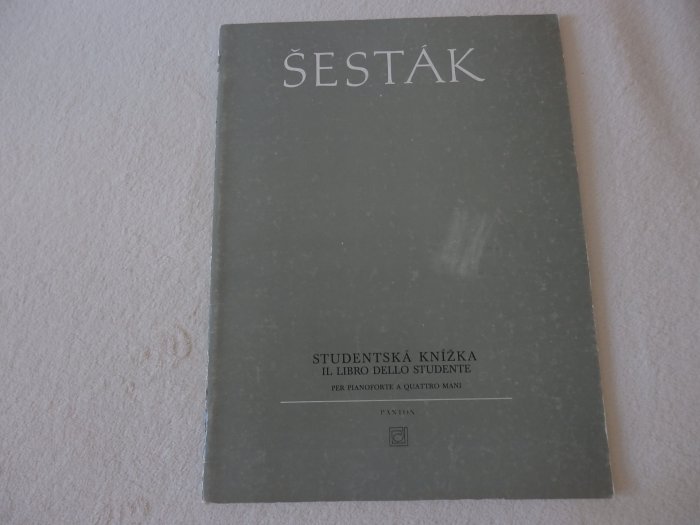 ŠESTÁK
STUDENTSKÁ KNÍŽKA
IL LIBRO DELLO STUDENTE
PER PIANOFORTE A QUATTRO MANI
PANTON